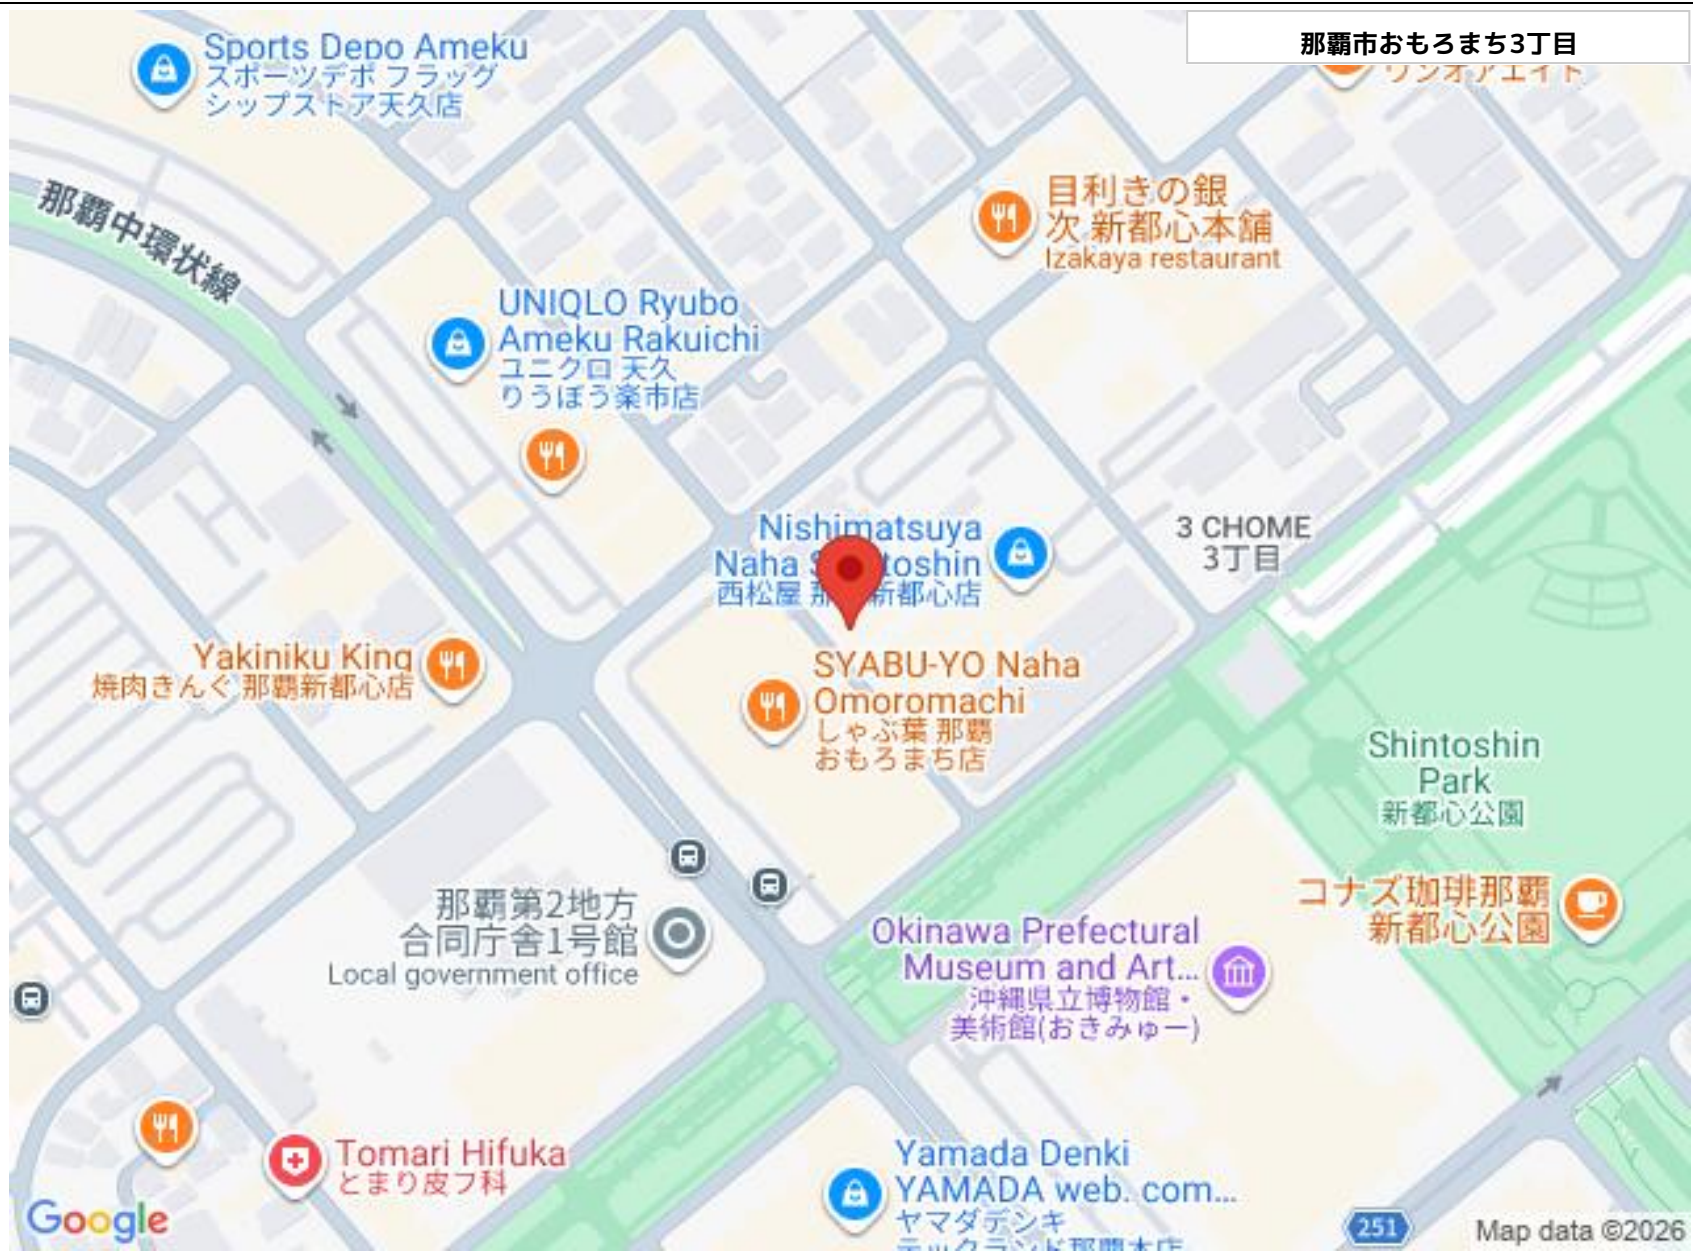 那覇市おもろまち3丁目
Sports Depo Ameku
スポーツデポ フラッグ
シップストア天久店
那覇中環状線
目利きの銀
次 新都心本舗
Izakaya restaurant
UNIQLO Ryubo
Ameku Rakuichi
ユニクロ 天久
りうぼう楽市店
Nishimatsuya
Naha
西松屋
新都心店
3 CHOME
3丁目
Yakiniku King
焼肉きんぐ 那覇新都心店
SYABU-YO Naha
Omoromachi
しゃぶ葉 那覇
おもろまち店
Shintoshin
Park
新都心公園
那覇第2地方
合同庁舎1号館
Local government office
コナズ珈琲那覇
新都心公園
Okinawa Prefectural
Museum and Art...
沖縄県立博物館・
美術館(おきみゅー)
Tomari Hifuka
とまり皮フ科
Yamada Denki
YAMADA web. com...
ヤマダデンキ
Google
251
Map data ©2026